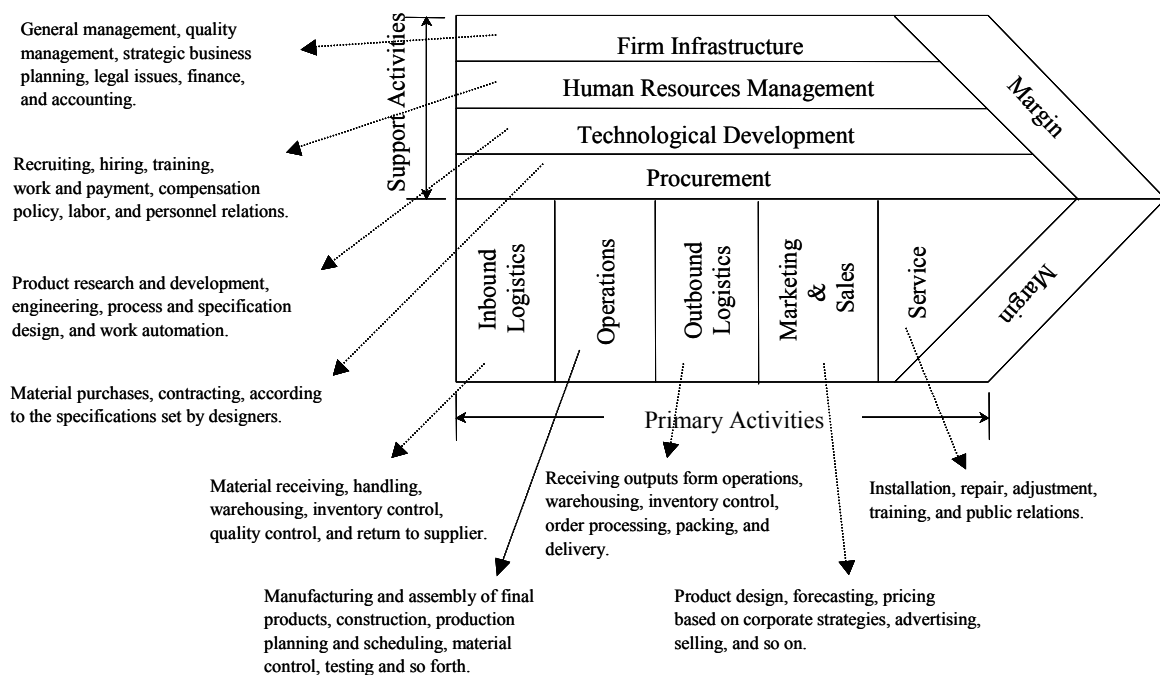 General management, quality
management, strategic business
planning, legal issues, finance,
and accounting.
Recruiting, hiring, training,
work and payment, compensation
policy, labor, and personnel relations.
Product research and development,
engineering, process and specification
design, and work automation.
Material purchases, contracting, according
to the specifications set by designers.
Support Activities
Firm Infrastructure
Human Resources Management
Technological Development
Procurement
Margin
Inbound
Logistics
Operations
Outbound
Logistics
Marketing
&
Sales
Service
Margin
Primary Activities
Material receiving, handling,
warehousing, inventory control,
quality control, and return to supplier.
Receiving outputs form operations,
warehousing, inventory control,
order processing, packing, and
delivery.
Installation, repair, adjustment,
training, and public relations.
Manufacturing and assembly of final
products, construction, production
planning and scheduling, material
control, testing and so forth.
Product design, forecasting, pricing
based on corporate strategies, advertising,
selling, and so on.